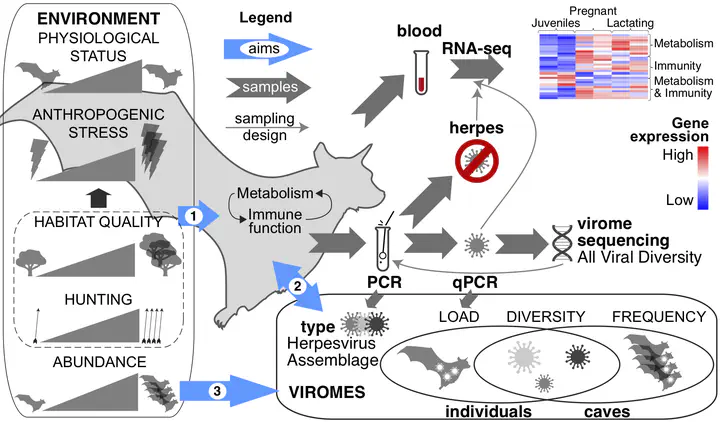 ENVIRONMENT
PHYSIOLOGICAL
STATUS
ANTHROPOGENIC
STRESS
HABITAT QUALITY
HUNTING
ABUNDANCE
Legend
aims
samples
sampling
design
1
Metabolism
Immune
function
2
3
blood
RNA-seq
herpes
Pregnant
Juveniles
Lactating
Metabolism
Immunity
Metabolism
& Immunity
Gene
expression
High
Low
virome
sequencing
All Viral Diversity
PCR
qPCR
type
Herpesvirus
Assemblage
VIROMES
LOAD
DIVERSITY
FREQUENCY
individuals
caves